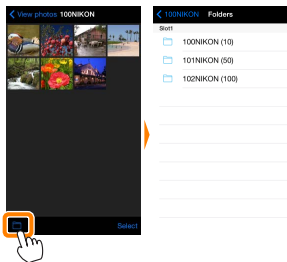 View photos 100NIKON
Select
100NIKON Folders
Slot1
100NIKON (10)
101NIKON (50)
102NIKON (100)